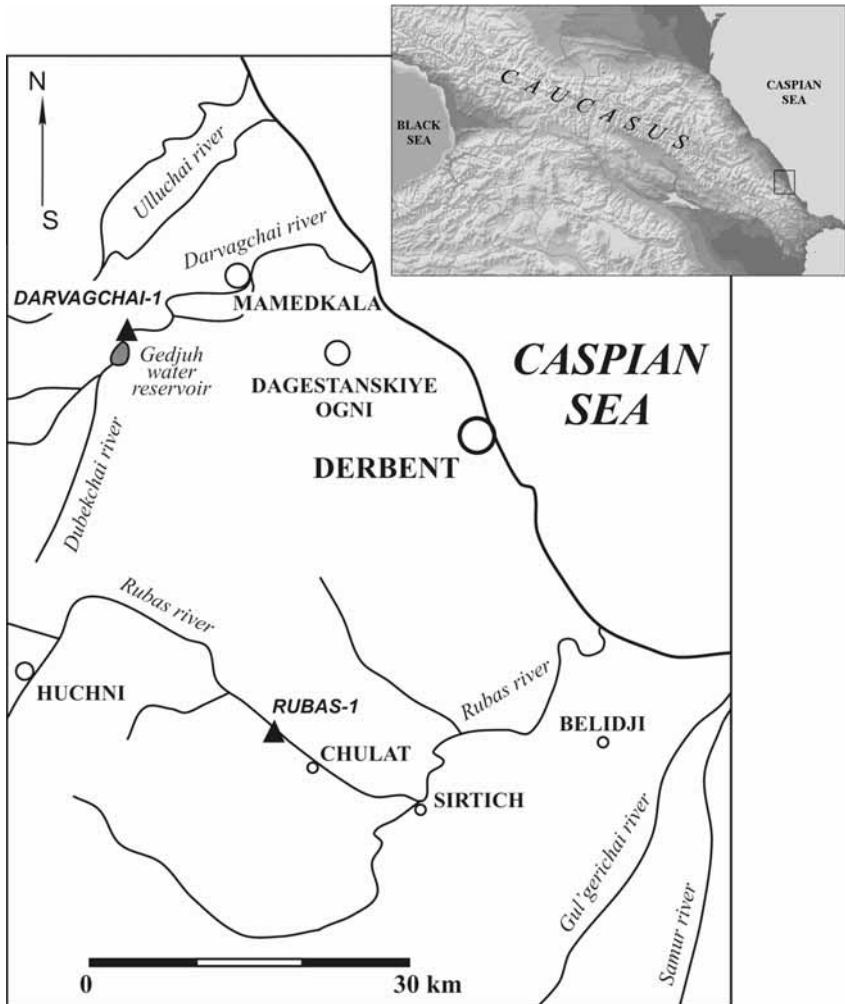 CAUCASUS
BLACK
SEA
CASPIAN
SEA
N
S
Ulluchai river
Darvagchai river
DARVAGCHAI-1
MAMEDKALA
Gedjuh
water
reservoir
DAGESTANSKIYE
OGNI
CASPIAN
SEA
DERBENT
Dubekchai river
Rubas river
HUCHNI
RUBAS-1
CHULAT
Rubas river
BELIDJI
SIRTICH
Gul'gerichai river
Samur river
0
30 km